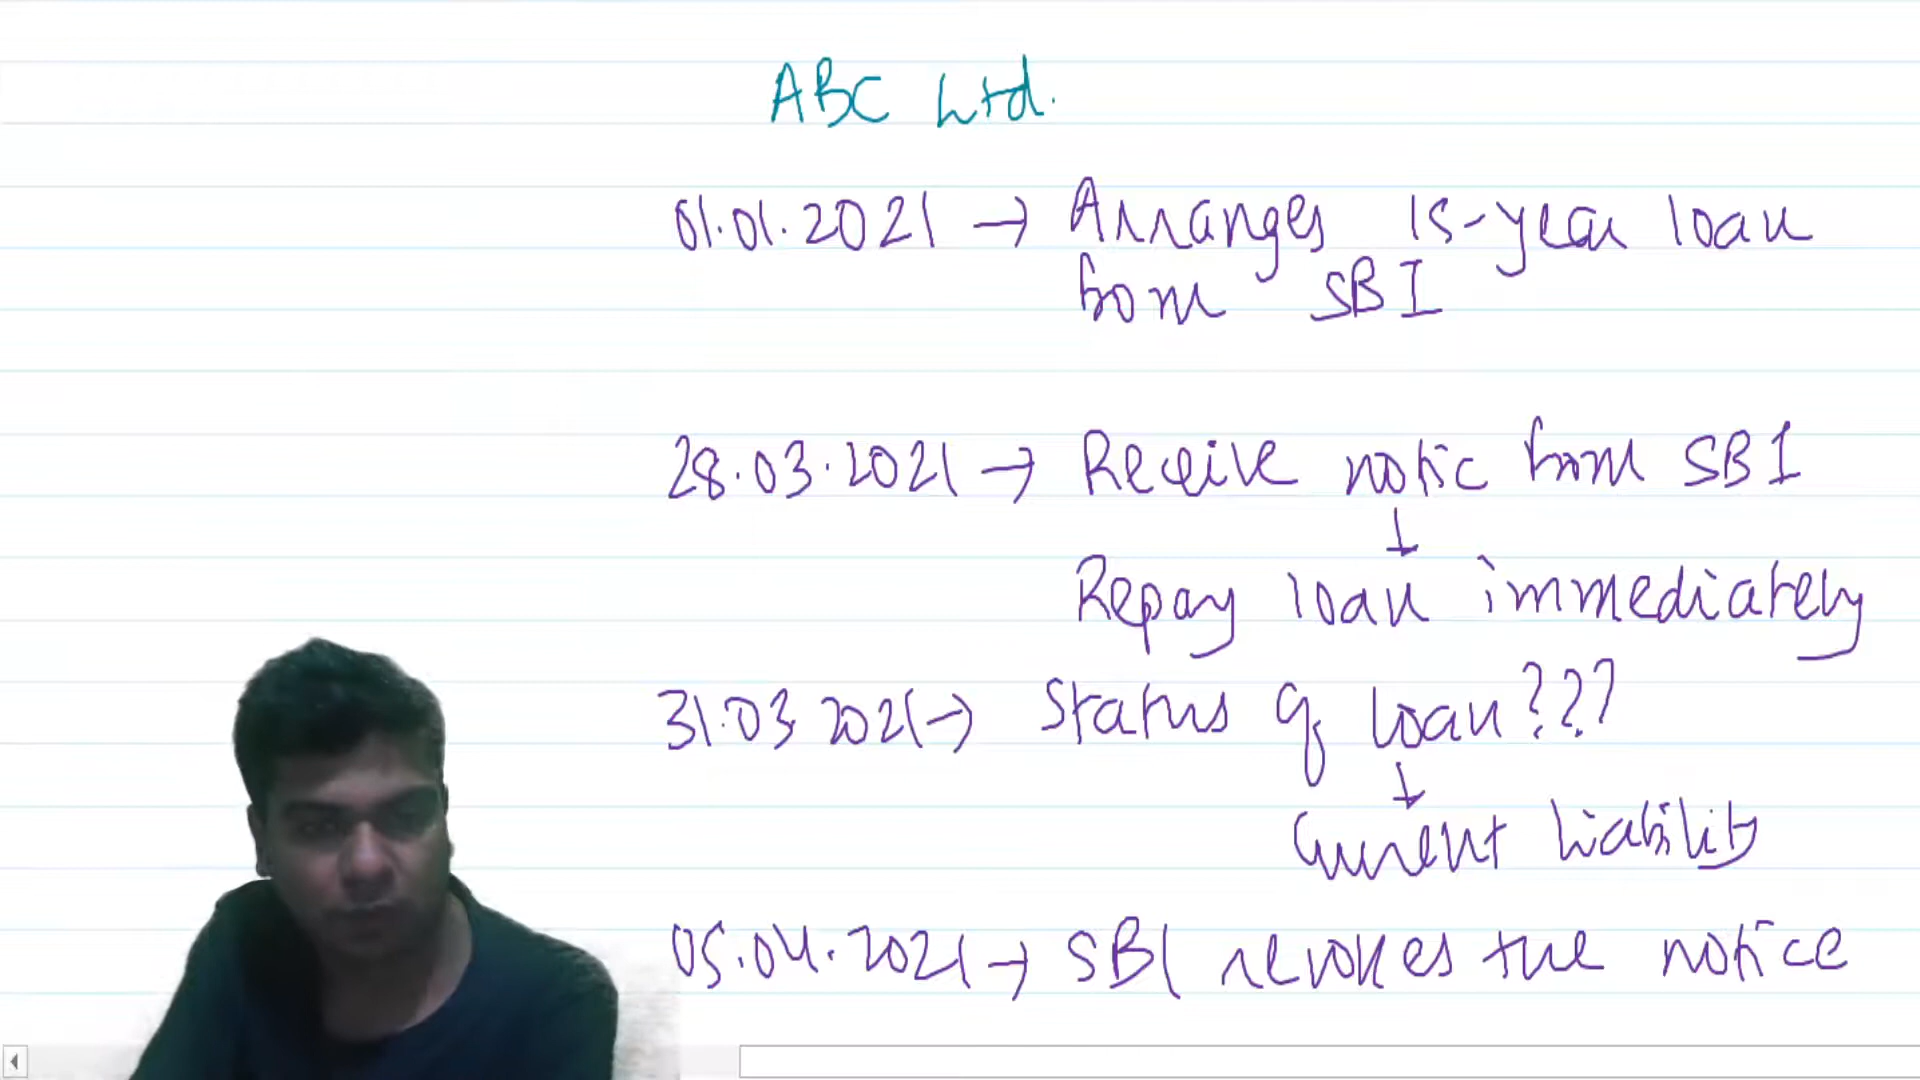 ABC Ltd.
01.01.2021 → Arranges 15-year loan
from SBI
28.03.2021 → Receive notic from SBI
↓
Repay loan immediately
31.03 2021 → Status of loan???
↓
Current Liability
05.04.2021 → SBI revokes the notice